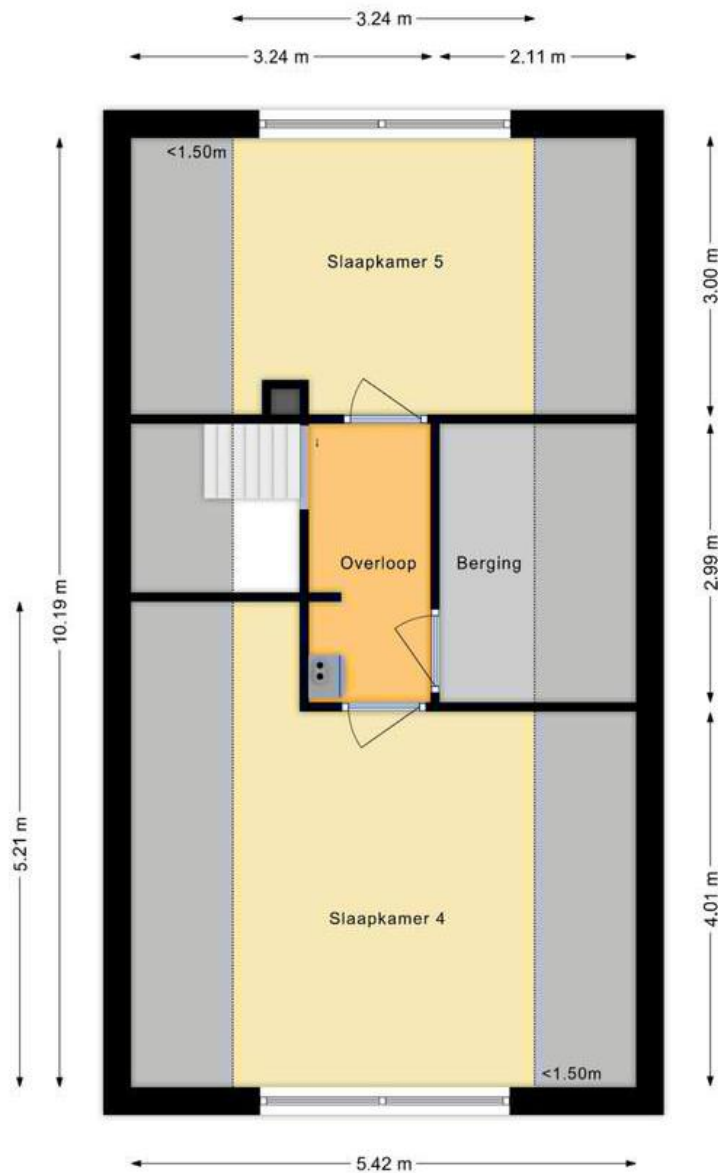 3.24 m
3.24 m
2.11 m
<1.50m
Slaapkamer 5
3.00 m
↓
Overloop
Berging
2.99 m
10.19 m
5.21 m
Slaapkamer 4
4.01 m
<1.50m
5.42 m